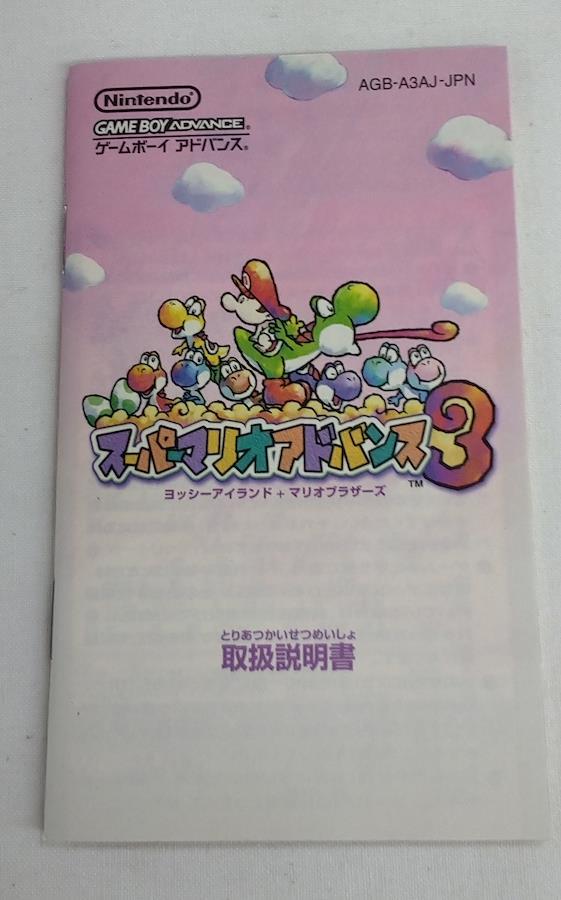 AGB-A3AJ-JPN
Nintendo®
GAME BOY ADVANCE®
ゲームボーイ アドバンス®
スーパーマリオアドバンス3™
ヨッシーアイランド+マリオブラザーズ
とりあつかいせつめいしょ
取扱説明書